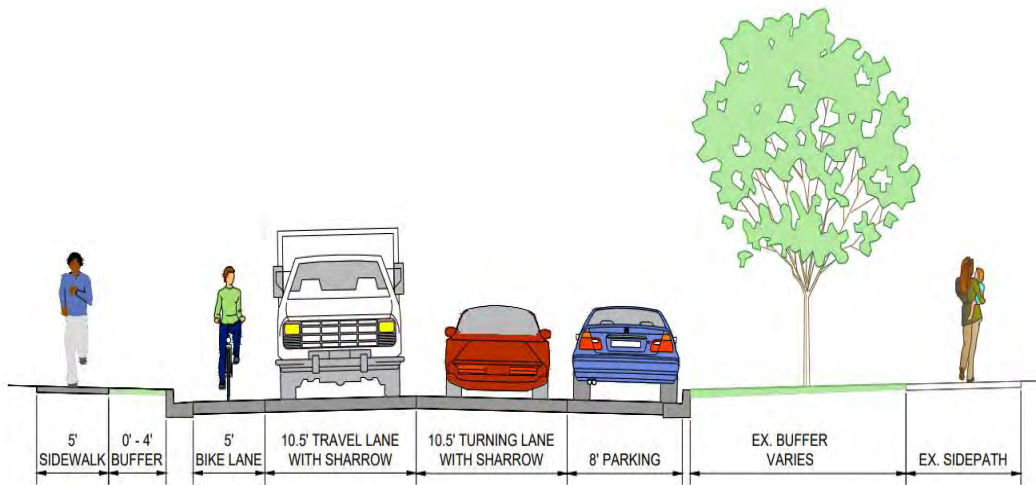 5'
SIDEWALK
0' - 4'
BUFFER
5'
BIKE LANE
10.5' TRAVEL LANE
WITH SHARROW
10.5' TURNING LANE
WITH SHARROW
8' PARKING
EX. BUFFER
VARIES
EX. SIDEPATH